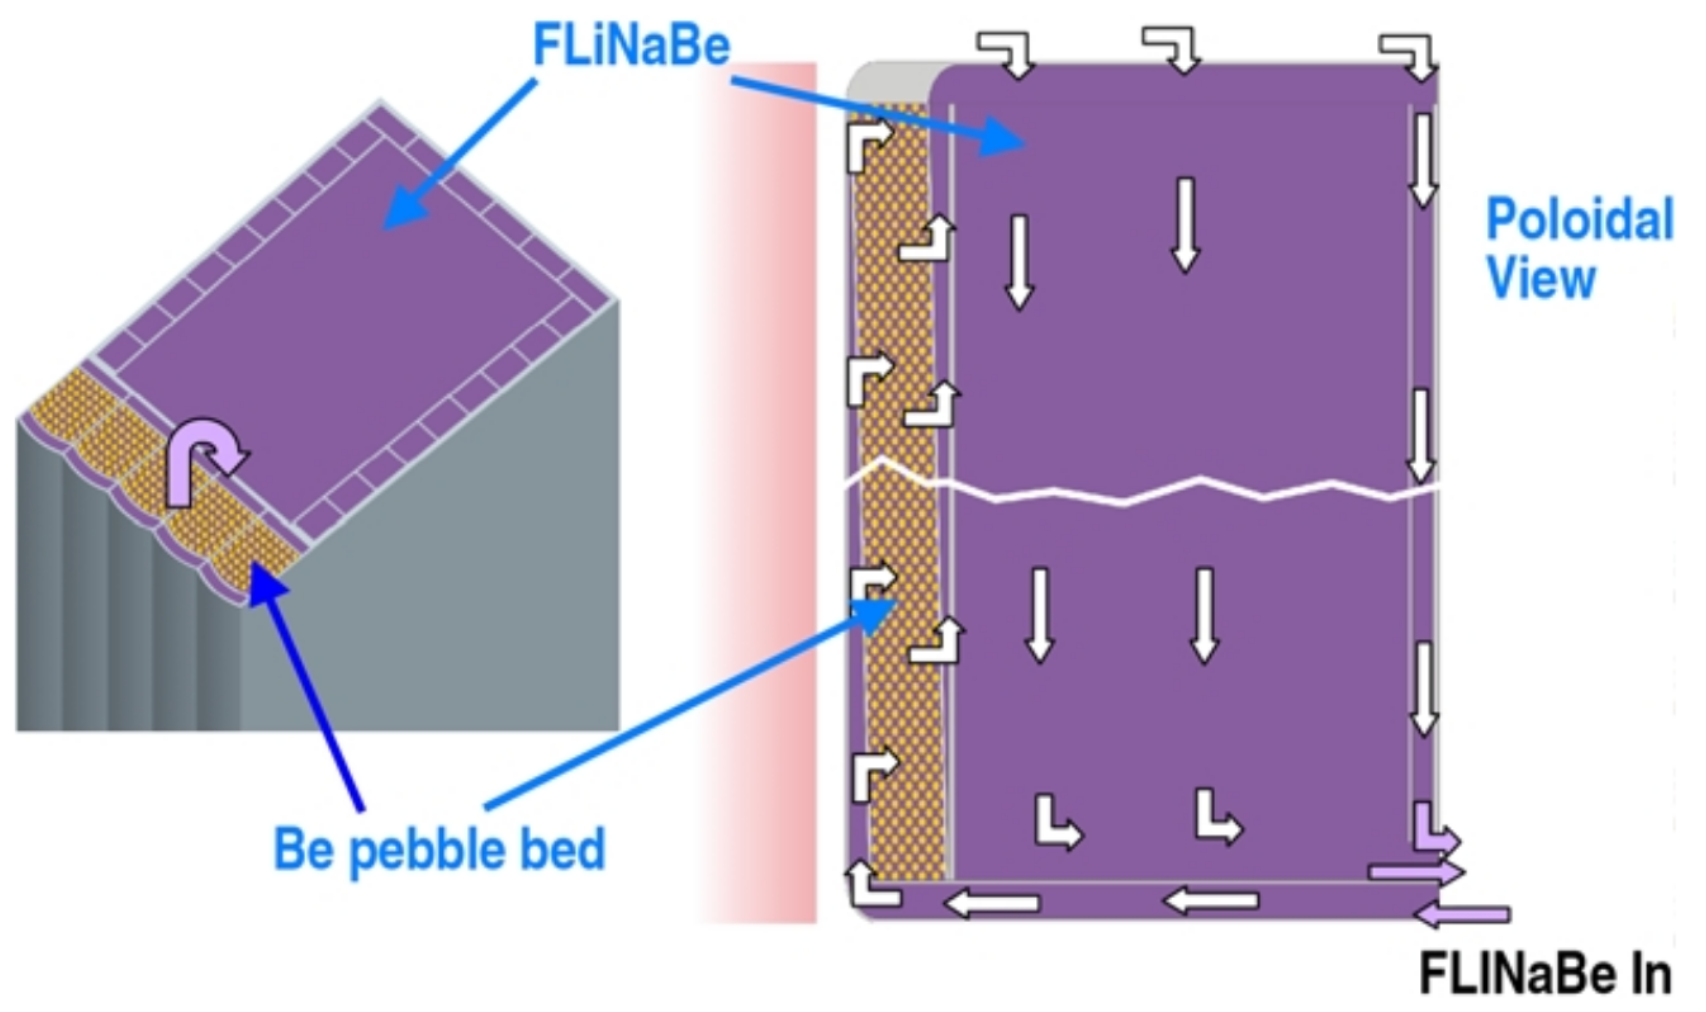 FLiNaBe
Poloidal
View
Be pebble bed
FLINaBe In